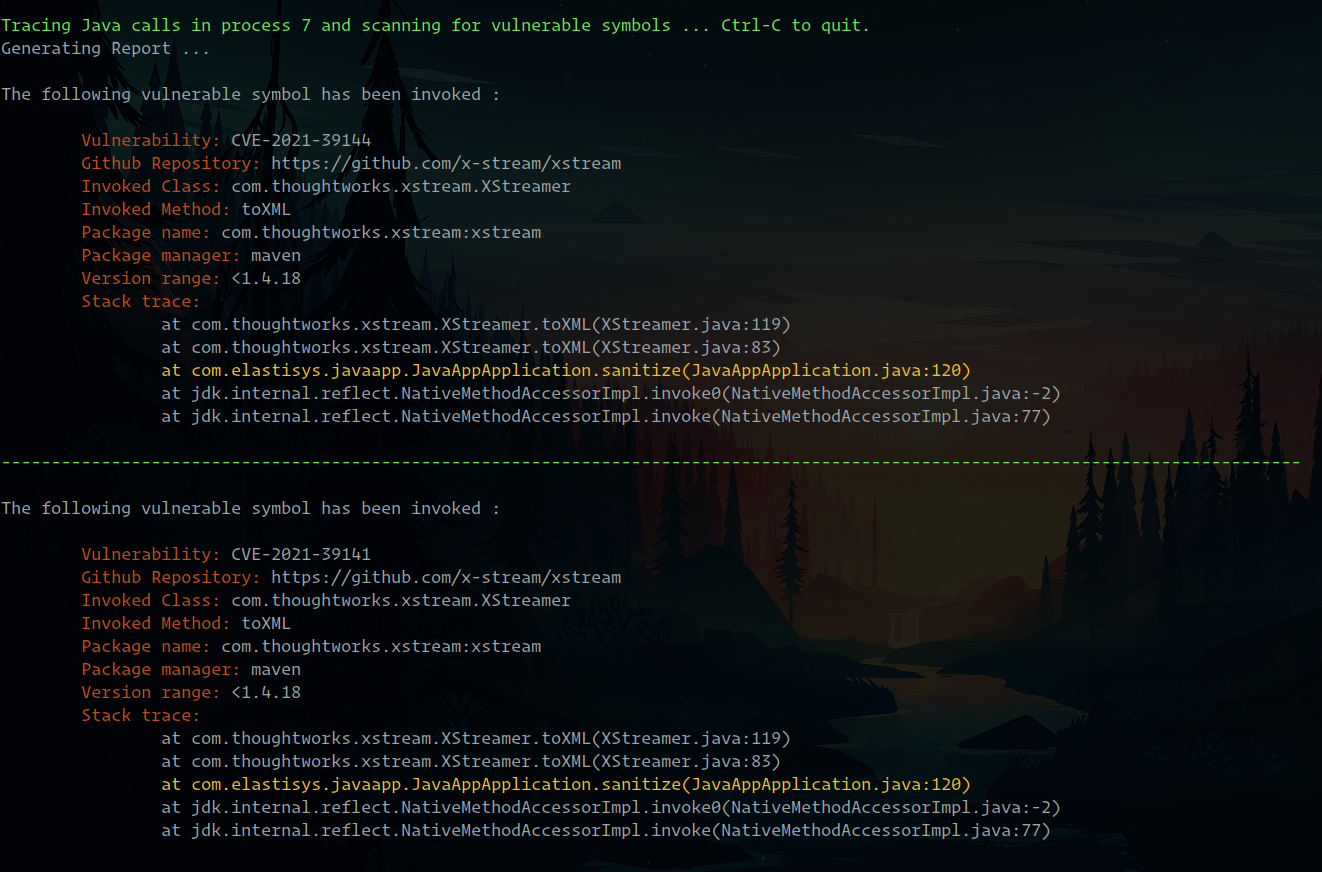 Tracing Java calls in process 7 and scanning for vulnerable symbols ... Ctrl-C to quit.
Generating Report ...
The following vulnerable symbol has been invoked :
Vulnerability: CVE-2021-39144
Github Repository: https://github.com/x-stream/xstream
Invoked Class: com.thoughtworks.xstream.XStreamer
Invoked Method: toXML
Package name: com.thoughtworks.xstream:xstream
Package manager: maven
Version range: <1.4.18
Stack trace:
at com.thoughtworks.xstream.XStreamer.toXML(XStreamer.java:119)
at com.thoughtworks.xstream.XStreamer.toXML(XStreamer.java:83)
at com.elastisys.javaapp.JavaAppApplication.sanitize(JavaAppApplication.java:120)
at jdk.internal.reflect.NativeMethodAccessorImpl.invoke0(NativeMethodAccessorImpl.java:-2)
at jdk.internal.reflect.NativeMethodAccessorImpl.invoke(NativeMethodAccessorImpl.java:77)
----------------------------------------------------------------------------------------------------------------------------------
The following vulnerable symbol has been invoked :
Vulnerability: CVE-2021-39141
Github Repository: https://github.com/x-stream/xstream
Invoked Class: com.thoughtworks.xstream.XStreamer
Invoked Method: toXML
Package name: com.thoughtworks.xstream:xstream
Package manager: maven
Version range: <1.4.18
Stack trace:
at com.thoughtworks.xstream.XStreamer.toXML(XStreamer.java:119)
at com.thoughtworks.xstream.XStreamer.toXML(XStreamer.java:83)
at com.elastisys.javaapp.JavaAppApplication.sanitize(JavaAppApplication.java:120)
at jdk.internal.reflect.NativeMethodAccessorImpl.invoke0(NativeMethodAccessorImpl.java:-2)
at jdk.internal.reflect.NativeMethodAccessorImpl.invoke(NativeMethodAccessorImpl.java:77)